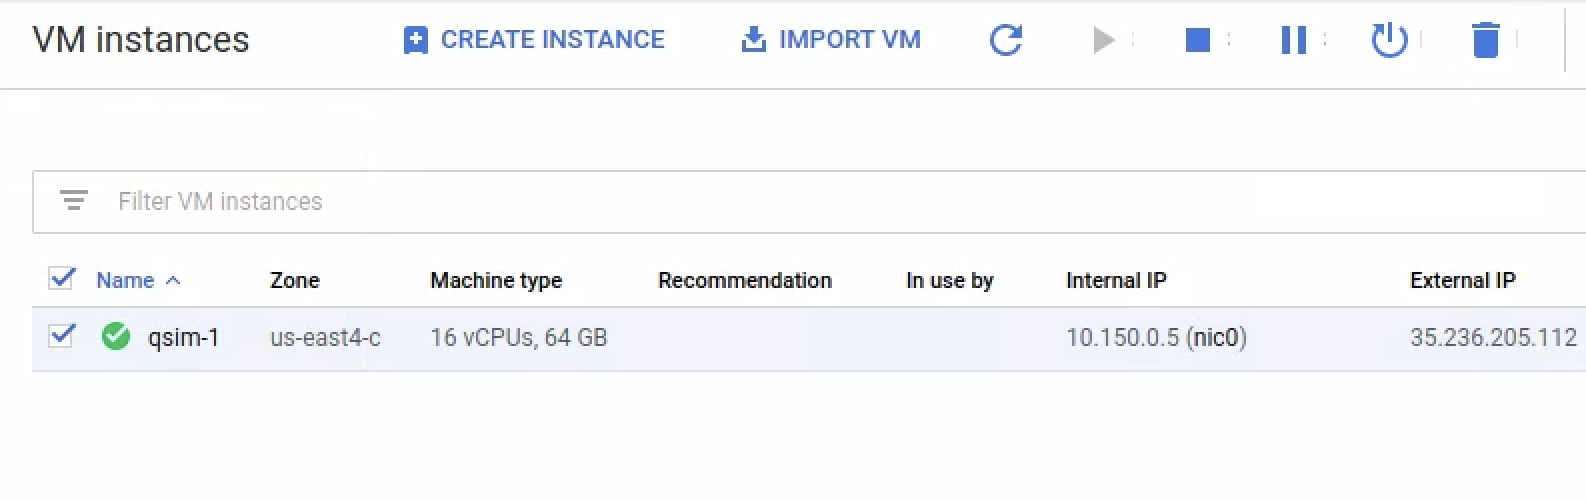 VM instances CREATE INSTANCE IMPORT VM
Filter VM instances
Name Zone Machine type Recommendation In use by Internal IP External IP
qsim-1 us-east4-c 16 vCPUs, 64 GB 10.150.0.5 (nic0) 35.236.205.112